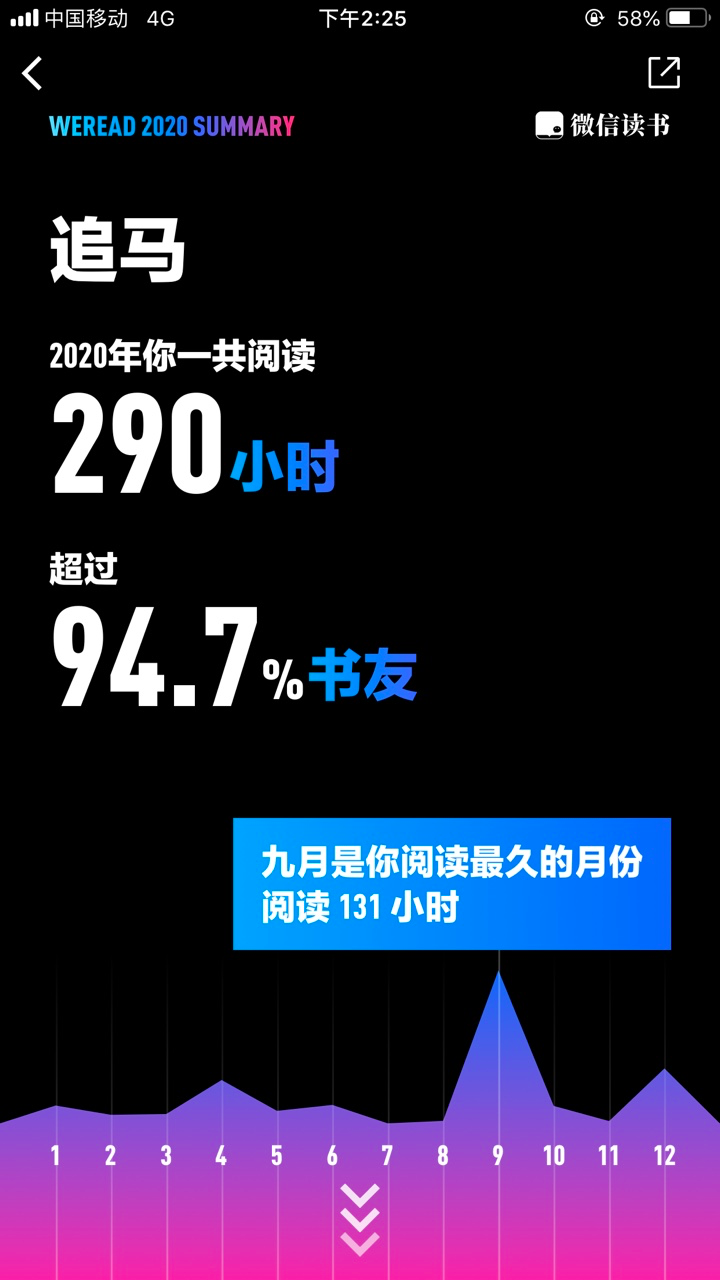 中国移动 4G 下午2:25 58%
WEREAD 2020 SUMMARY 微信读书
追马
2020年你一共阅读
290小时
超过
94.7%书友
九月是你阅读最久的月份
阅读 131 小时
1 2 3 4 5 6 7 8 9 10 11 12